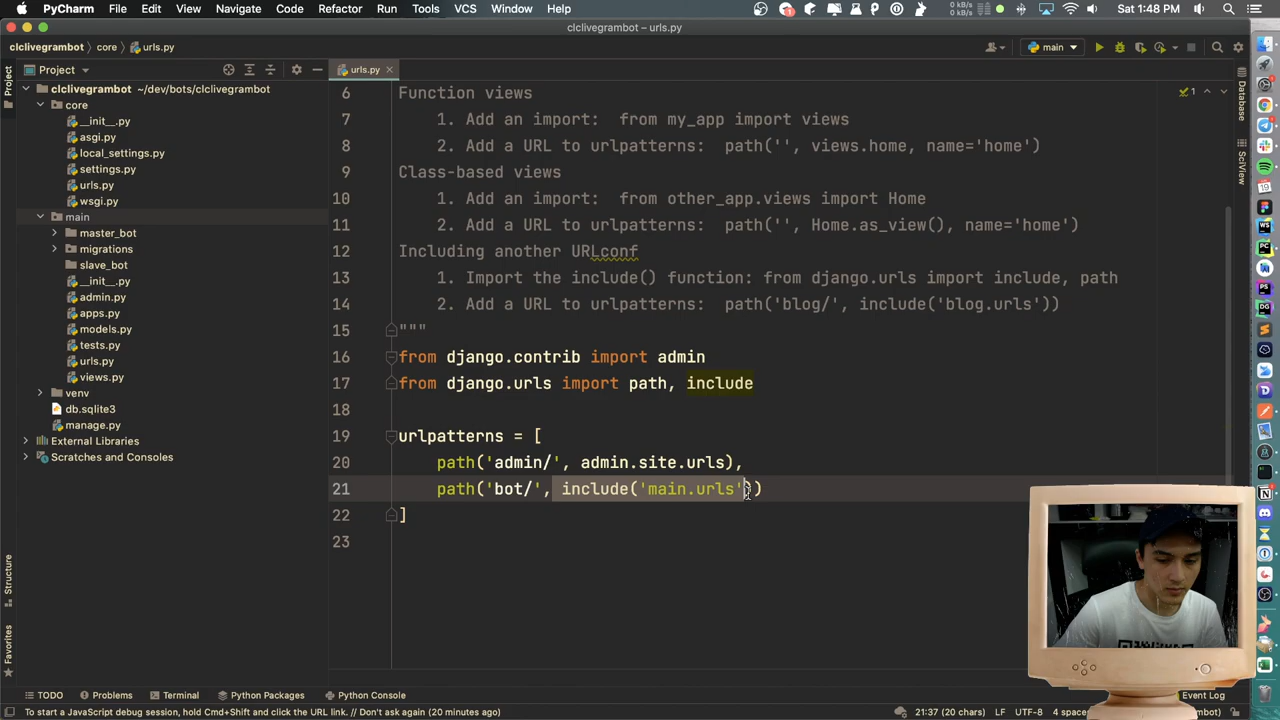 PyCharm File Edit View Navigate Code Refactor Run Tools VCS Window Help
0 kB/s
0 kB/s
Sat 1:48 PM
clclivegrambot – urls.py
clclivegrambot core urls.py
main
Project
Project
urls.py
clclivegrambot ~/dev/bots/clclivegrambot
core
__init__.py
asgi.py
local_settings.py
settings.py
urls.py
wsgi.py
main
master_bot
migrations
slave_bot
__init__.py
admin.py
apps.py
models.py
tests.py
urls.py
views.py
venv
db.sqlite3
manage.py
External Libraries
Scratches and Consoles
6 Function views
7 1. Add an import: from my_app import views
8 1. Add a URL to urlpatterns: path('', views.home, name='home')
9 Class-based views
10 1. Add an import: from other_app.views import Home
11 2. Add a URL to urlpatterns: path('', Home.as_view(), name='home')
12 Including another URLconf
13 1. Import the include() function: from django.urls import include, path
14 2. Add a URL to urlpatterns: path('blog/', include('blog.urls'))
15 """
16 from django.contrib import admin
17 from django.urls import path, include
18
19 urlpatterns = [
20 path('admin/', admin.site.urls),
21 path('bot/', include('main.urls'))
22 ]
23
1
Database
SciView
Structure
Favorites
TODO Problems Terminal Python Packages Python Console
Event Log
To start a JavaScript debug session, hold Cmd+Shift and click the URL link. // Don't ask again (20 minutes ago)
21:37 (20 chars) LF UTF-8 4 spaces